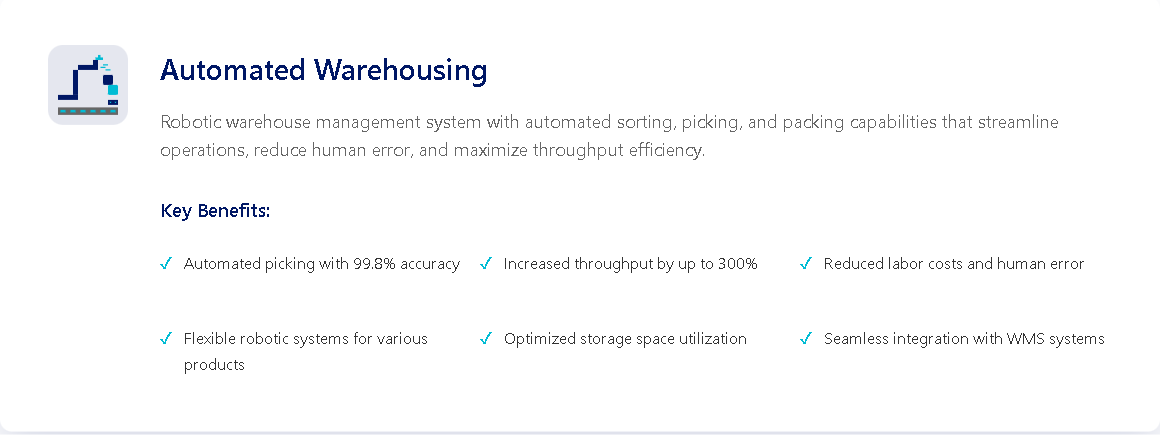 Automated Warehousing
Robotic warehouse management system with automated sorting, picking, and packing capabilities that streamline
operations, reduce human error, and maximize throughput efficiency.
Key Benefits:
✓ Automated picking with 99.8% accuracy
✓ Increased throughput by up to 300%
✓ Reduced labor costs and human error
✓ Flexible robotic systems for various
products
✓ Optimized storage space utilization
✓ Seamless integration with WMS systems